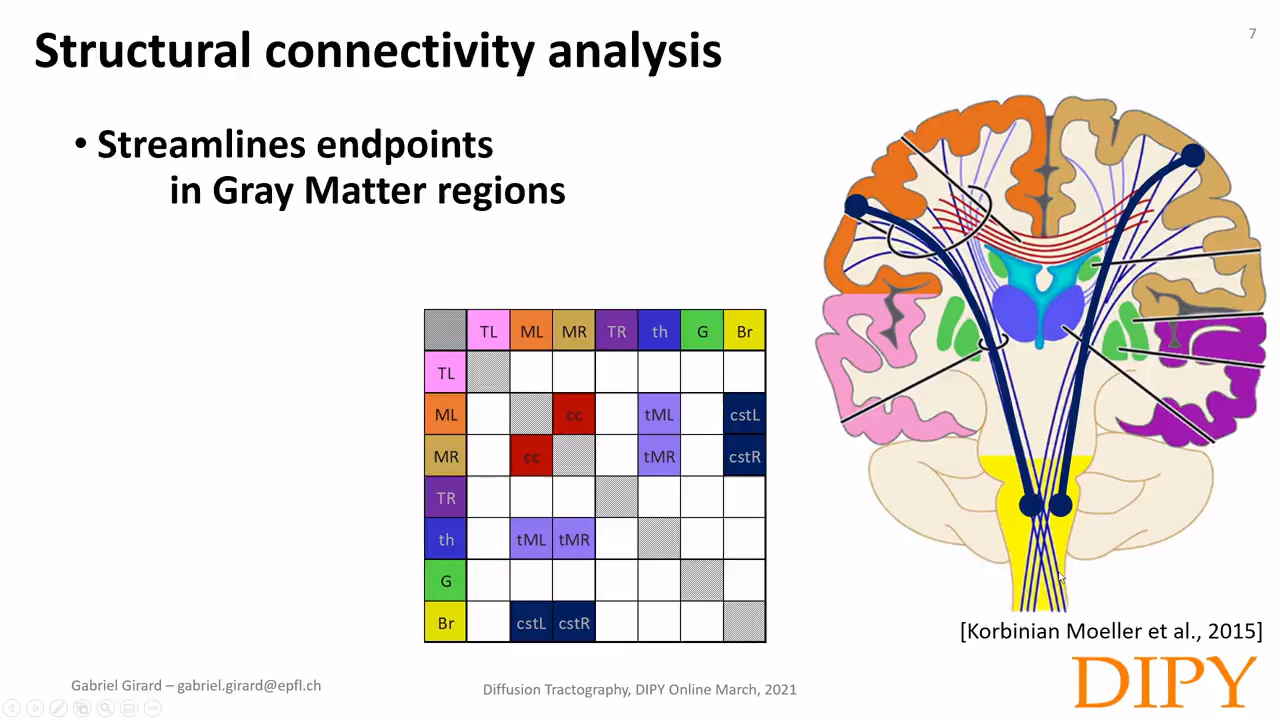 Structural connectivity analysis
7
• Streamlines endpoints
in Gray Matter regions
TL ML MR TR th G Br
TL
ML cc tML cstL
MR cc tMR cstR
TR
th tML tMR
G
Br cstL cstR
[Korbinian Moeller et al., 2015]
DIPY
Gabriel Girard – gabriel.girard@epfl.ch
Diffusion Tractography, DIPY Online March, 2021